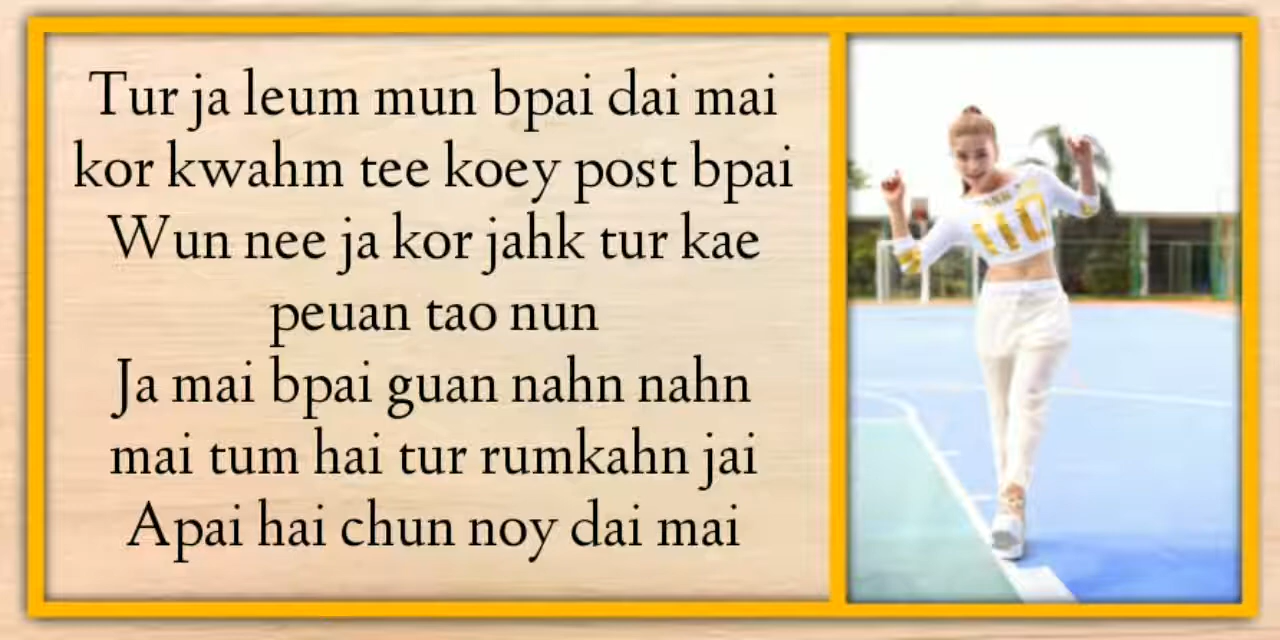 Tur ja leum mun bpai dai mai
kor kwahm tee koey post bpai
Wun nee ja kor jahk tur kae
peuan tao nun
Ja mai bpai guan nahn nahn
mai tum hai tur rumkahn jai
Apai hai chun noy dai mai
110